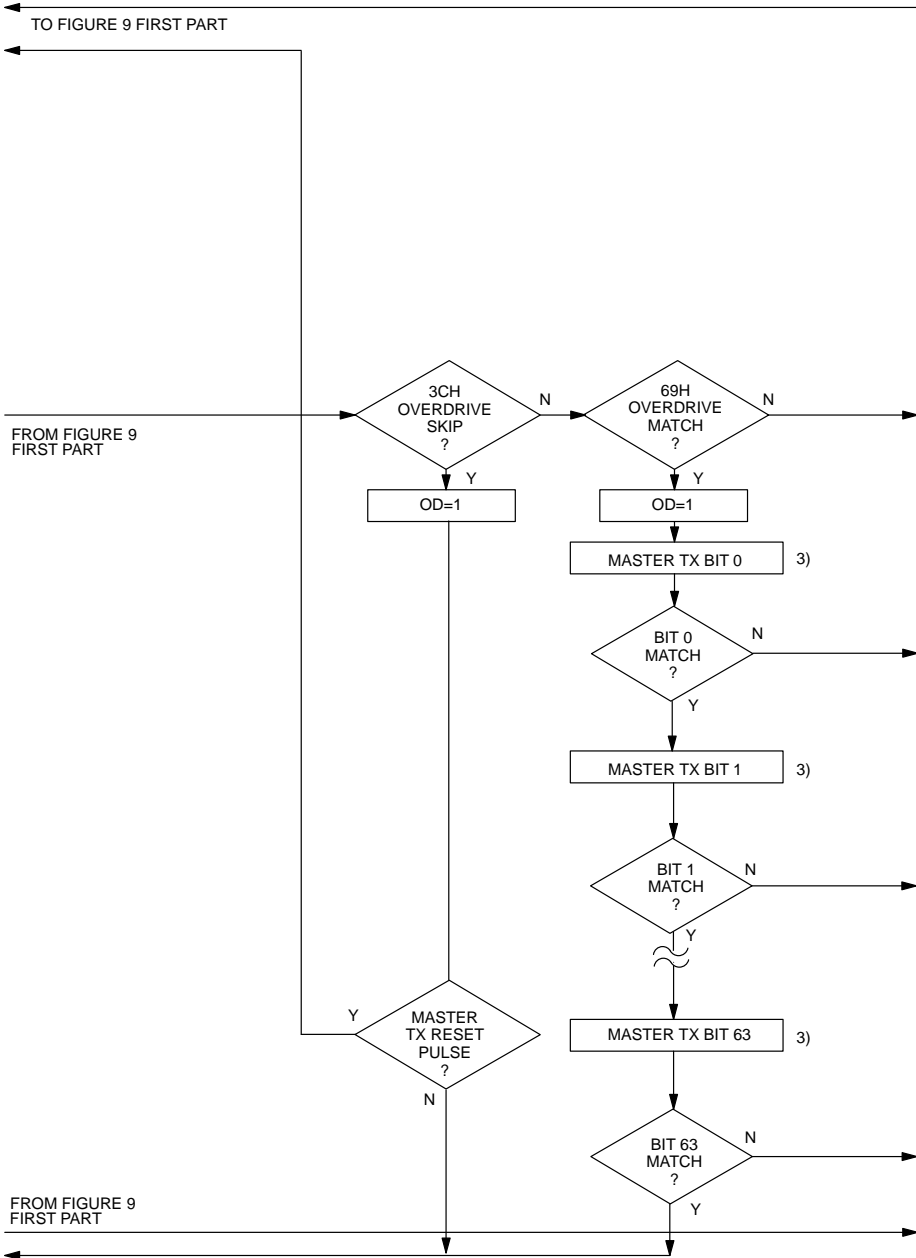 TO FIGURE 9 FIRST PART
3CH
OVERDRIVE
SKIP
?
N
69H
OVERDRIVE
MATCH
?
N
FROM FIGURE 9
FIRST PART
Y
Y
OD=1
OD=1
MASTER TX BIT 0
3)
BIT 0
MATCH
?
N
Y
MASTER TX BIT 1
3)
BIT 1
MATCH
?
N
Y
Y
MASTER
TX RESET
PULSE
?
N
MASTER TX BIT 63
3)
BIT 63
MATCH
?
N
Y
FROM FIGURE 9
FIRST PART